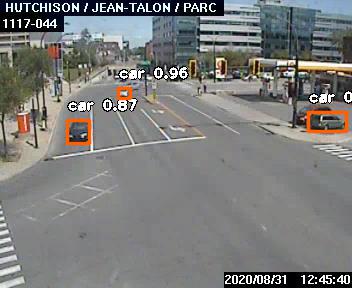 HUTCHISON / JEAN-TALON / PARC
1117-044
car 0.96
car 0.87
car 0
2020/08/31 12:45:40